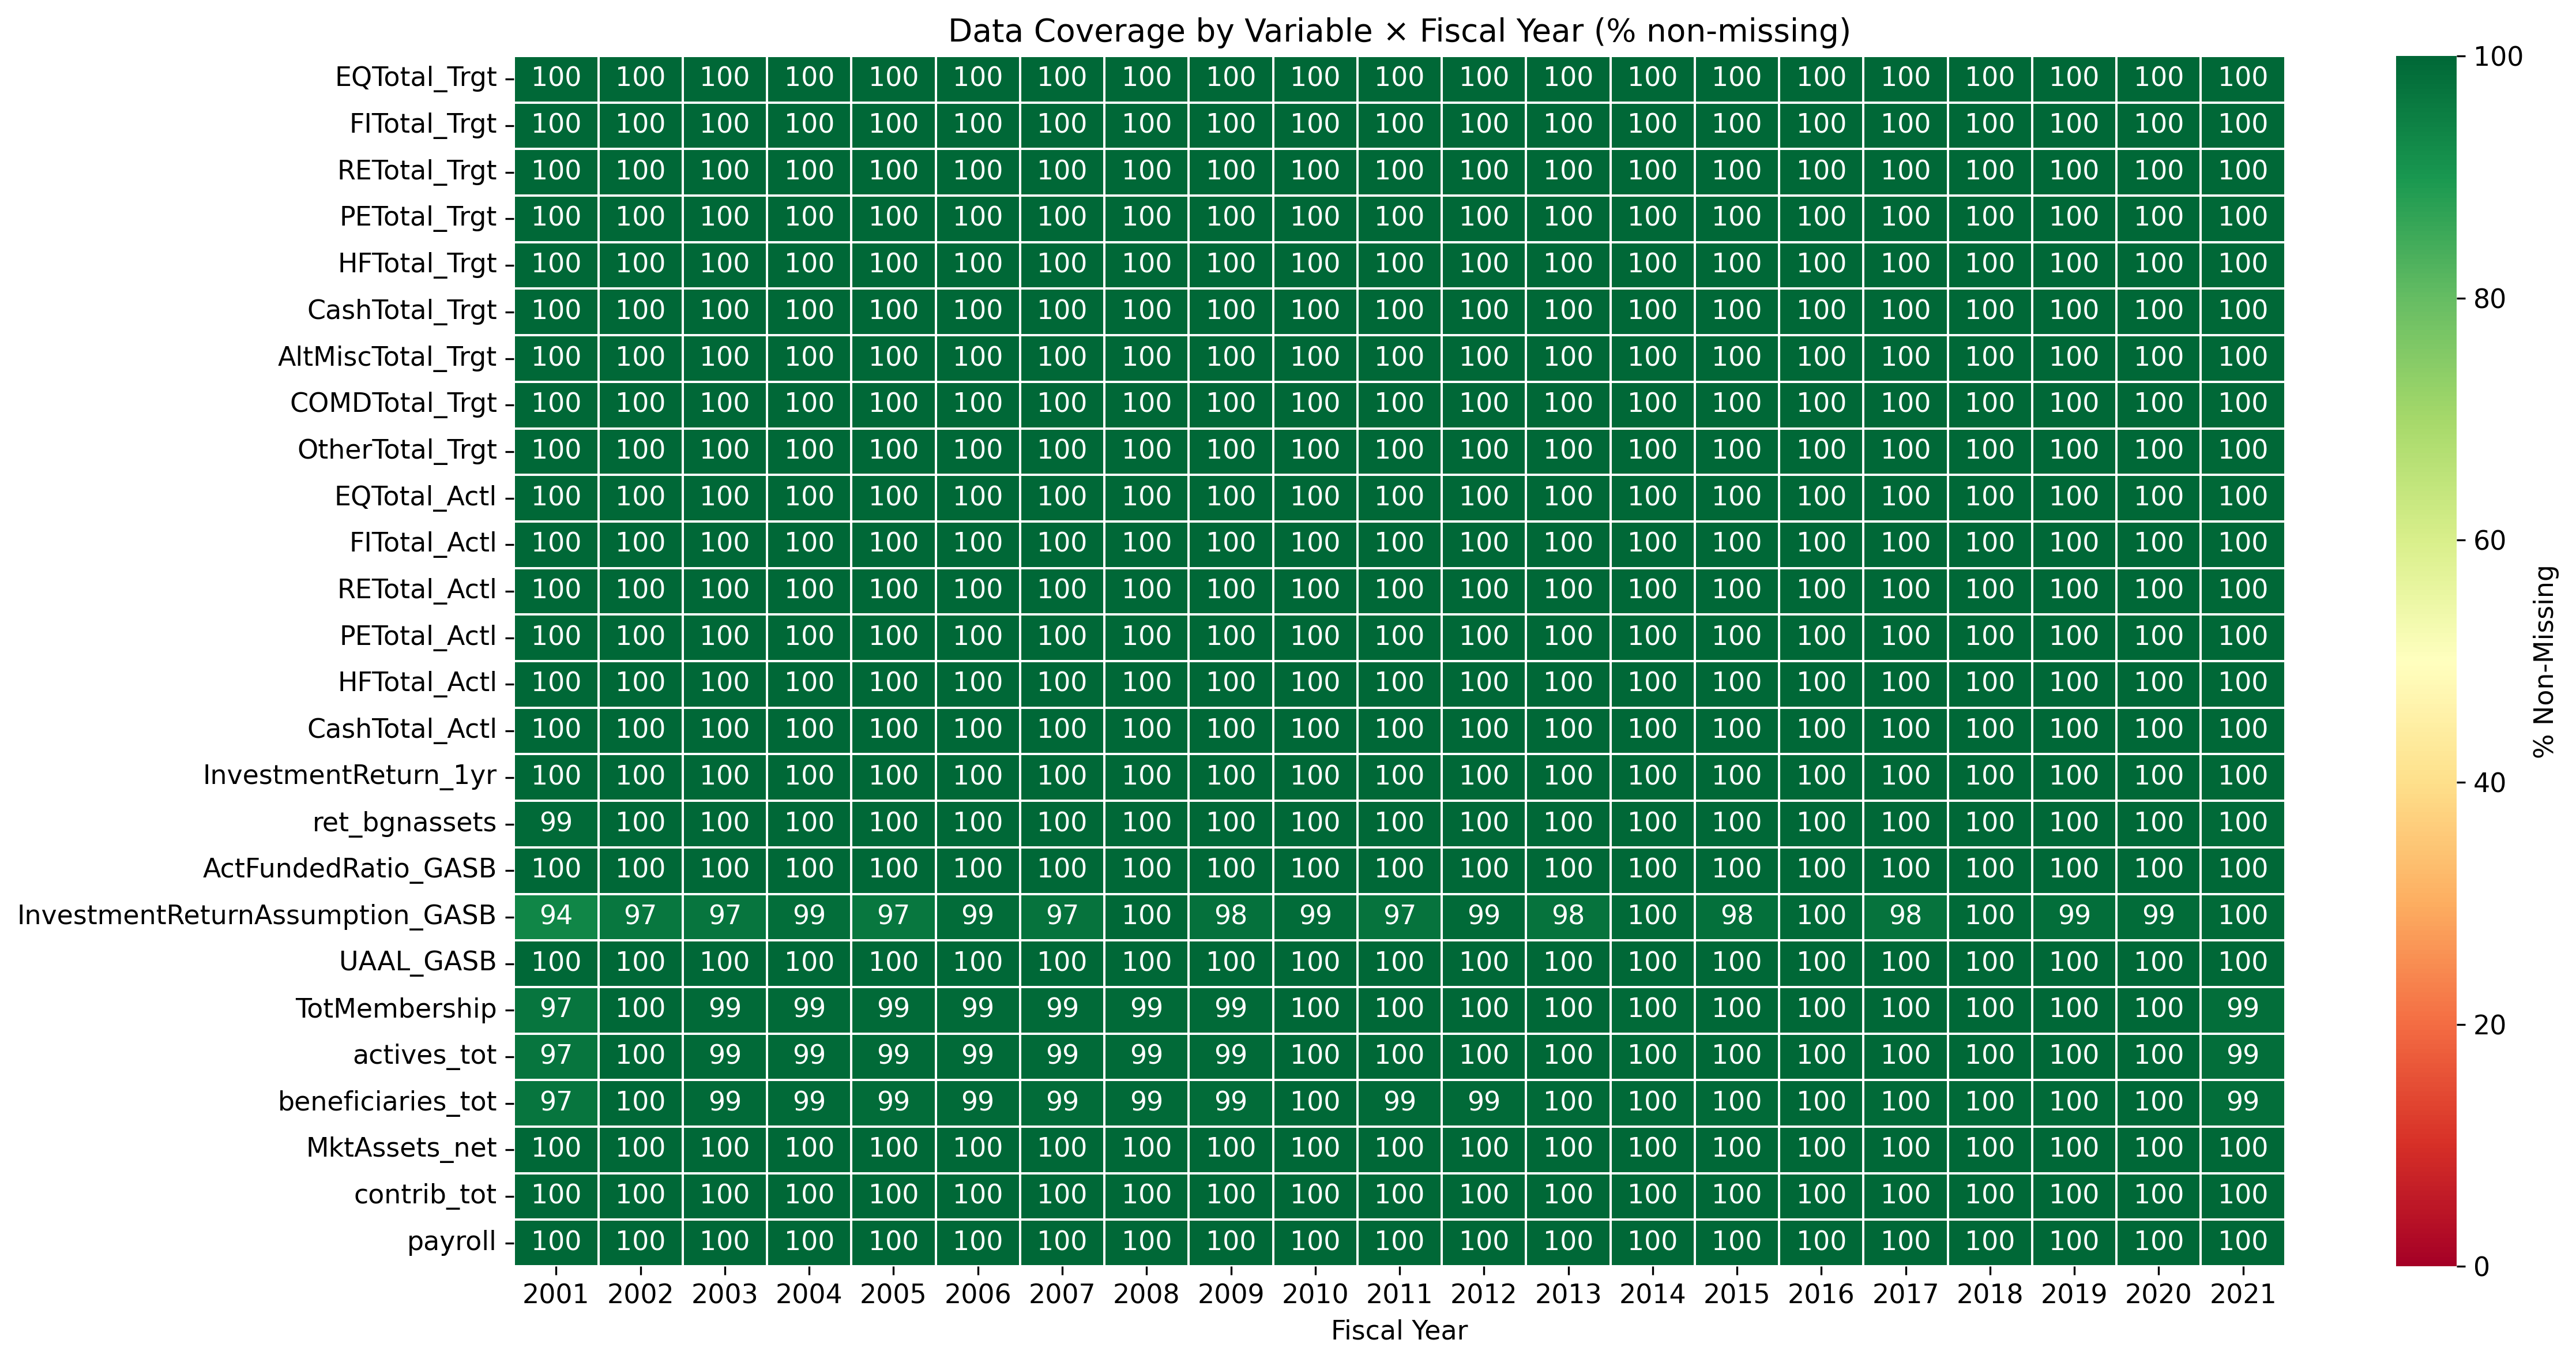 Data Coverage by Variable × Fiscal Year (% non-missing)
EQTotal_Trgt 100 100 100 100 100 100 100 100 100 100 100 100 100 100 100 100 100 100 100 100 100
FITotal_Trgt 100 100 100 100 100 100 100 100 100 100 100 100 100 100 100 100 100 100 100 100 100
RETotal_Trgt 100 100 100 100 100 100 100 100 100 100 100 100 100 100 100 100 100 100 100 100 100
PETotal_Trgt 100 100 100 100 100 100 100 100 100 100 100 100 100 100 100 100 100 100 100 100 100
HFTotal_Trgt 100 100 100 100 100 100 100 100 100 100 100 100 100 100 100 100 100 100 100 100 100
CashTotal_Trgt 100 100 100 100 100 100 100 100 100 100 100 100 100 100 100 100 100 100 100 100 100
AltMiscTotal_Trgt 100 100 100 100 100 100 100 100 100 100 100 100 100 100 100 100 100 100 100 100 100
COMDTotal_Trgt 100 100 100 100 100 100 100 100 100 100 100 100 100 100 100 100 100 100 100 100 100
OtherTotal_Trgt 100 100 100 100 100 100 100 100 100 100 100 100 100 100 100 100 100 100 100 100 100
EQTotal_Actl 100 100 100 100 100 100 100 100 100 100 100 100 100 100 100 100 100 100 100 100 100
FITotal_Actl 100 100 100 100 100 100 100 100 100 100 100 100 100 100 100 100 100 100 100 100 100
RETotal_Actl 100 100 100 100 100 100 100 100 100 100 100 100 100 100 100 100 100 100 100 100 100
PETotal_Actl 100 100 100 100 100 100 100 100 100 100 100 100 100 100 100 100 100 100 100 100 100
HFTotal_Actl 100 100 100 100 100 100 100 100 100 100 100 100 100 100 100 100 100 100 100 100 100
CashTotal_Actl 100 100 100 100 100 100 100 100 100 100 100 100 100 100 100 100 100 100 100 100 100
InvestmentReturn_1yr 100 100 100 100 100 100 100 100 100 100 100 100 100 100 100 100 100 100 100 100 100
ret_bgnassets 99 100 100 100 100 100 100 100 100 100 100 100 100 100 100 100 100 100 100 100 100
ActFundedRatio_GASB 100 100 100 100 100 100 100 100 100 100 100 100 100 100 100 100 100 100 100 100 100
InvestmentReturnAssumption_GASB 94 97 97 99 97 99 97 100 98 99 97 99 98 100 98 100 98 100 99 99 100
UAAL_GASB 100 100 100 100 100 100 100 100 100 100 100 100 100 100 100 100 100 100 100 100 100
TotMembership 97 100 99 99 99 99 99 99 99 100 100 100 100 100 100 100 100 100 100 100 99
actives_tot 97 100 99 99 99 99 99 99 99 100 100 100 100 100 100 100 100 100 100 100 99
beneficiaries_tot 97 100 99 99 99 99 99 99 99 100 99 99 100 100 100 100 100 100 100 100 99
MktAssets_net 100 100 100 100 100 100 100 100 100 100 100 100 100 100 100 100 100 100 100 100 100
contrib_tot 100 100 100 100 100 100 100 100 100 100 100 100 100 100 100 100 100 100 100 100 100
payroll 100 100 100 100 100 100 100 100 100 100 100 100 100 100 100 100 100 100 100 100 100
2001 2002 2003 2004 2005 2006 2007 2008 2009 2010 2011 2012 2013 2014 2015 2016 2017 2018 2019 2020 2021
Fiscal Year
100
80
60
40
20
0
% Non-Missing